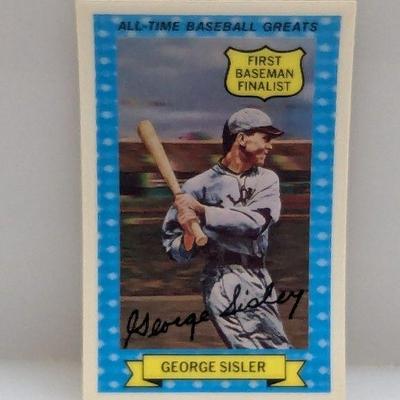 ALL-TIME BASEBALL GREATS
FIRST
BASEMAN
FINALIST
George Sisler
GEORGE SISLER